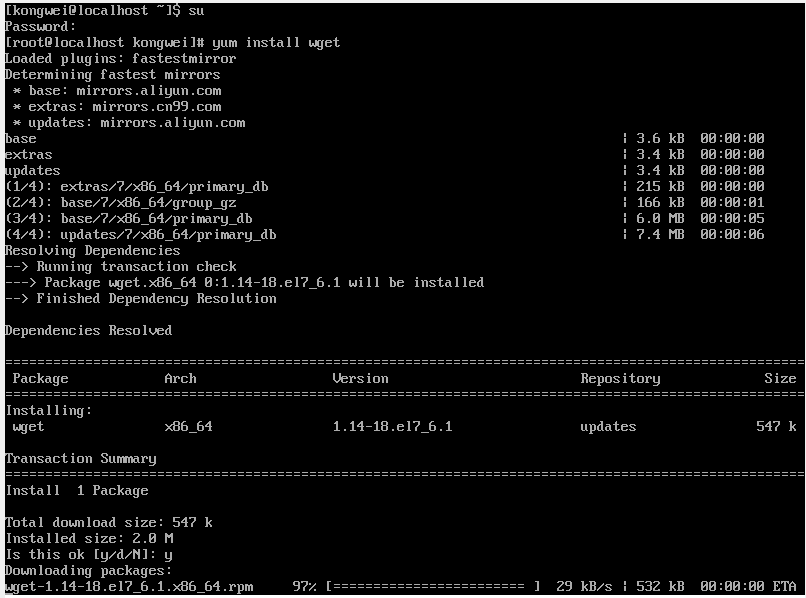 [kongwei@localhost ~]$ su
Password:
[root@localhost kongwei]# yum install wget
Loaded plugins: fastestmirror
Determining fastest mirrors
 * base: mirrors.aliyun.com
 * extras: mirrors.cn99.com
 * updates: mirrors.aliyun.com
base | 3.6 kB 00:00:00
extras | 3.4 kB 00:00:00
updates | 3.4 kB 00:00:00
(1/4): extras/7/x86_64/primary_db | 215 kB 00:00:00
(2/4): base/7/x86_64/group_gz | 166 kB 00:00:01
(3/4): base/7/x86_64/primary_db | 6.0 MB 00:00:05
(4/4): updates/7/x86_64/primary_db | 7.4 MB 00:00:06
Resolving Dependencies
--> Running transaction check
---> Package wget.x86_64 0:1.14-18.el7_6.1 will be installed
--> Finished Dependency Resolution

Dependencies Resolved

====================================================================================================
 Package Arch Version Repository Size
====================================================================================================
Installing:
 wget x86_64 1.14-18.el7_6.1 updates 547 k

Transaction Summary
====================================================================================================
Install  1 Package

Total download size: 547 k
Installed size: 2.0 M
Is this ok [y/d/N]: y
Downloading packages:
wget-1.14-18.el7_6.1.x86_64.rpm 97% [======================== ] 29 kB/s | 532 kB 00:00:00 ETA